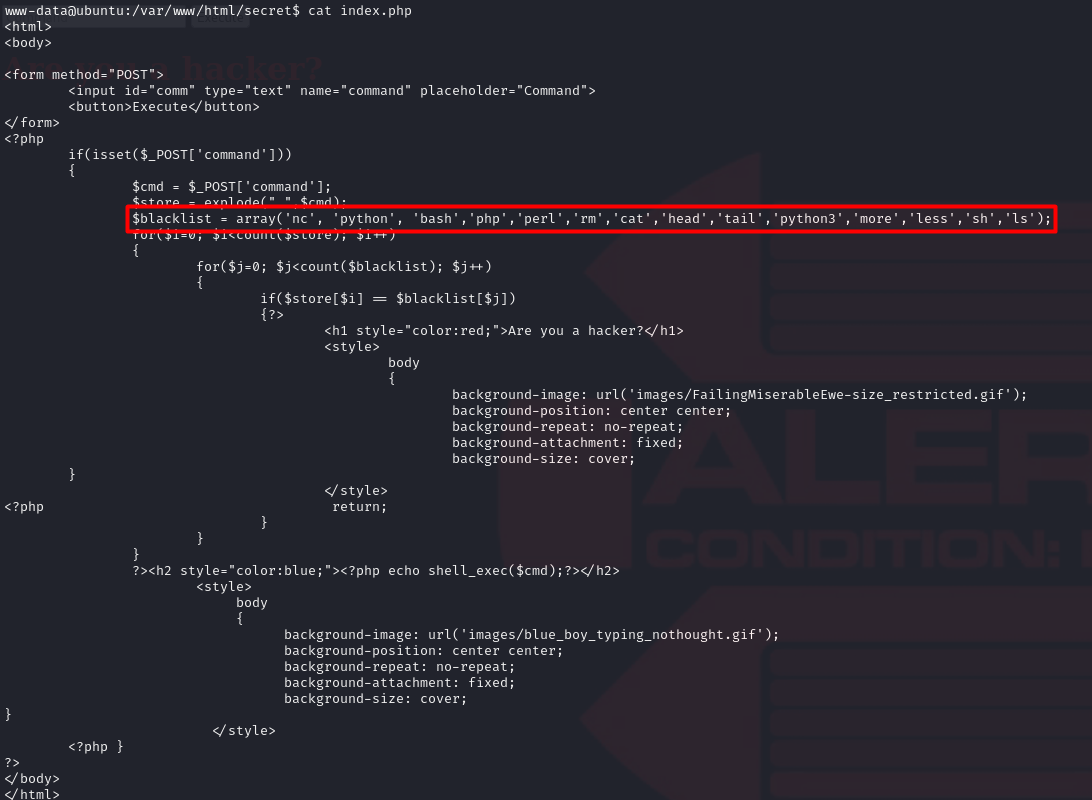 www-data@ubuntu:/var/www/html/secret$ cat index.php
<html>
<body>
<form method="POST">
        <input id="comm" type="text" name="command" placeholder="Command">
        <button>Execute</button>
</form>
<?php
        if(isset($_POST['command']))
        {
                $cmd = $_POST['command'];
                $store = explode(" ",$cmd);
                $blacklist = array('nc', 'python', 'bash','php','perl','rm','cat','head','tail','python3','more','less','sh','ls');
                for($i=0; $i<count($store); $i++)
                {
                        for($j=0; $j<count($blacklist); $j++)
                        {
                                if($store[$i] == $blacklist[$j])
                                {?>
                                        <h1 style="color:red;">Are you a hacker?</h1>
                                        <style>
                                                body
                                                {
                                                        background-image: url('images/FailingMiserableEwe-size_restricted.gif');
                                                        background-position: center center;
                                                        background-repeat: no-repeat;
                                                        background-attachment: fixed;
                                                        background-size: cover;
        }
                                        </style>
<?php                                    return;
                                }
                        }
                }
                ?><h2 style="color:blue;"><?php echo shell_exec($cmd);?></h2>
                        <style>
                             body
                             {
                                   background-image: url('images/blue_boy_typing_nothought.gif');
                                   background-position: center center;
                                   background-repeat: no-repeat;
                                   background-attachment: fixed;
                                   background-size: cover;
}
                          </style>
        <?php }
?>
</body>
</html>
Are you a hacker?
ALER
CONDITION: